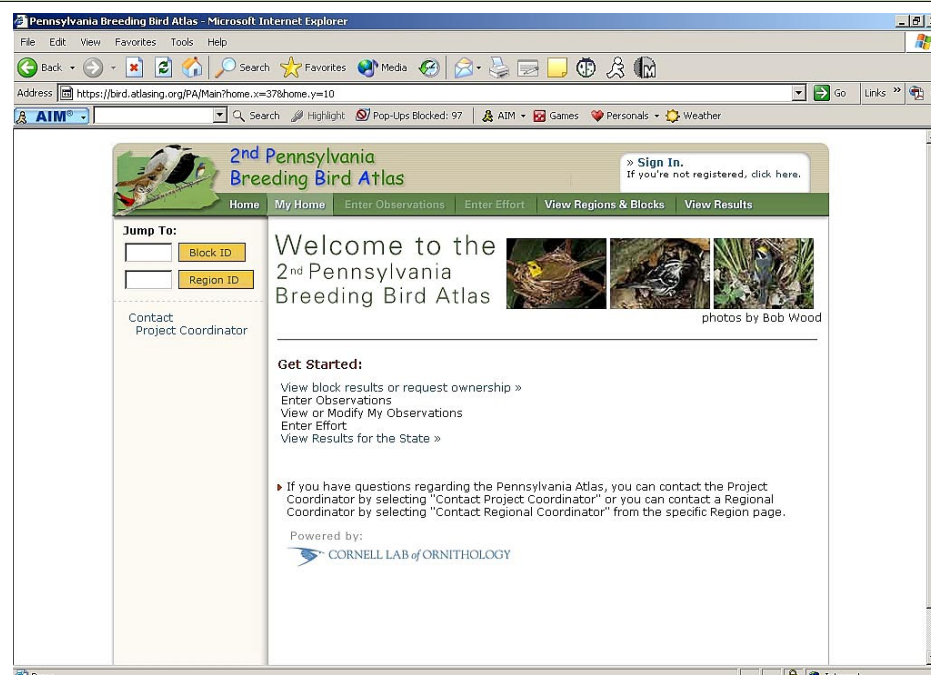 Pennsylvania Breeding Bird Atlas - Microsoft Internet Explorer
File Edit View Favorites Tools Help
Back Search Favorites Media
Address https://bird.atlasing.org/PA/Main?home.x=37&home.y=10 Go Links »
AIM® Search Highlight Pop-Ups Blocked: 97 AIM Games Personals Weather
2nd Pennsylvania
Breeding Bird Atlas
» Sign In.
If you're not registered, click here.
Home My Home Enter Observations Enter Effort View Regions & Blocks View Results
Jump To:
Block ID
Region ID
Contact
Project Coordinator
Welcome to the
2nd Pennsylvania
Breeding Bird Atlas
photos by Bob Wood
Get Started:
View block results or request ownership »
Enter Observations
View or Modify My Observations
Enter Effort
View Results for the State »
If you have questions regarding the Pennsylvania Atlas, you can contact the Project
Coordinator by selecting "Contact Project Coordinator" or you can contact a Regional
Coordinator by selecting "Contact Regional Coordinator" from the specific Region page.
Powered by:
CORNELL LAB of ORNITHOLOGY